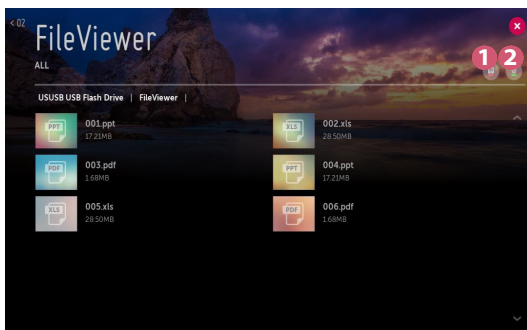 < 02
FileViewer
ALL
1 2
USUSB USB Flash Drive | FileViewer |
PPT 001.ppt
17.21MB
XLS 002.xls
28.50MB
PDF 003.pdf
1.68MB
PPT 004.ppt
17.21MB
XLS 005.xls
28.50MB
PDF 006.pdf
1.68MB